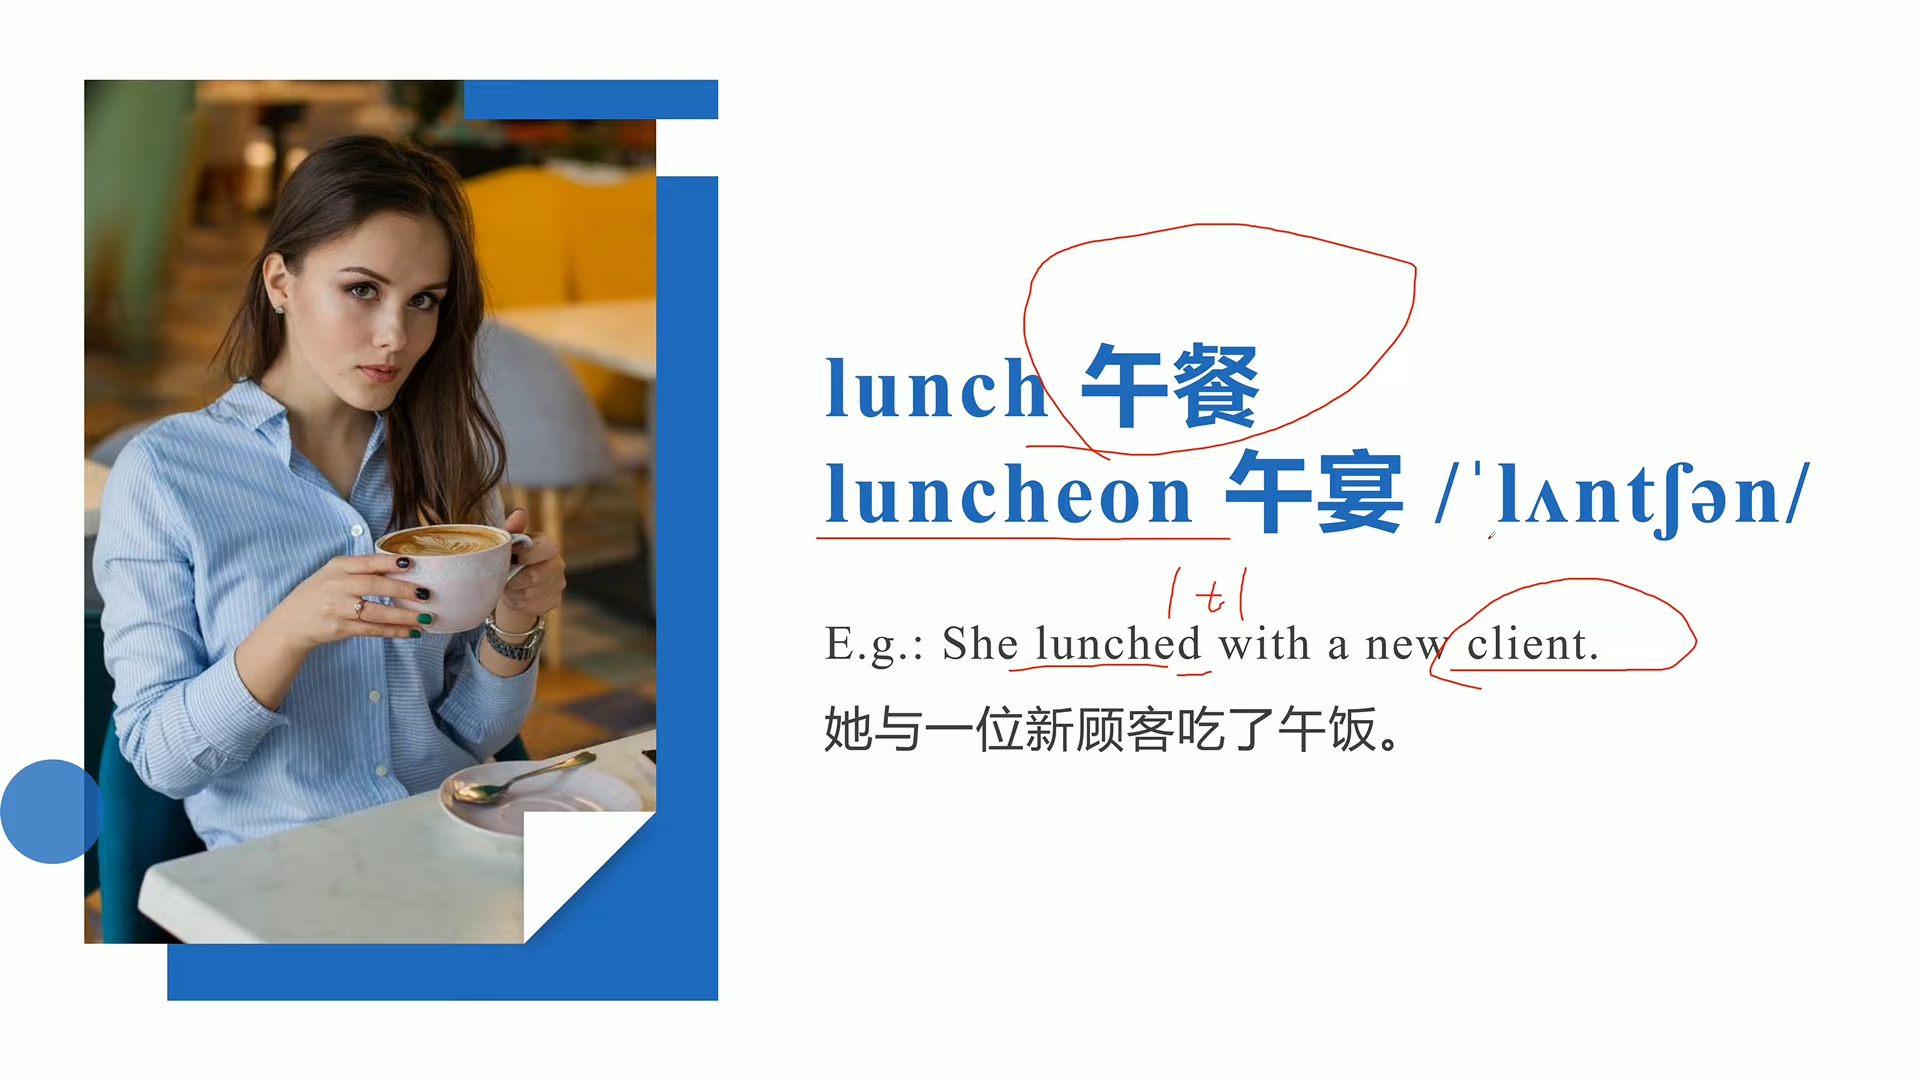 lunch 午餐
luncheon 午宴 /ˈlʌntʃən/
/t/
E.g.: She lunched with a new client.
她与一位新顾客吃了午饭。